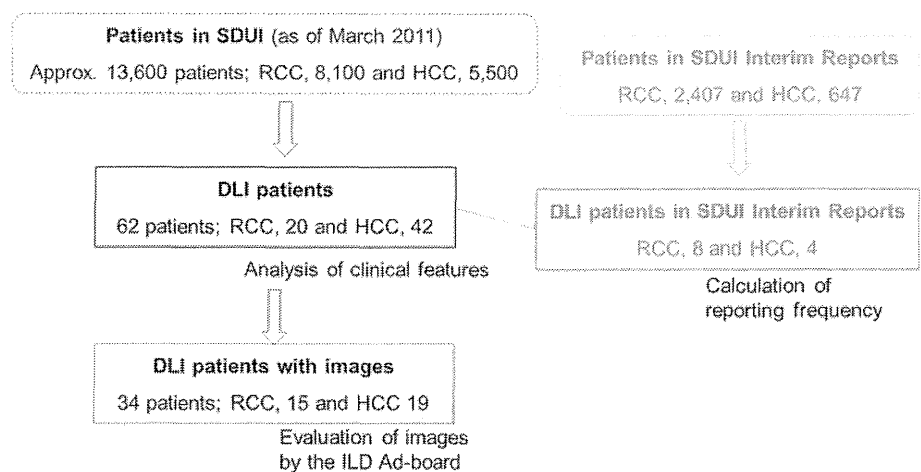 Patients in SDUI (as of March 2011)
Approx. 13,600 patients; RCC, 8,100 and HCC, 5,500
Patients in SDUI Interim Reports
RCC, 2,407 and HCC, 647
DLI patients
62 patients; RCC, 20 and HCC, 42
Analysis of clinical features
DLI patients in SDUI Interim Reports
RCC, 8 and HCC, 4
Calculation of
reporting frequency
DLI patients with images
34 patients; RCC, 15 and HCC 19
Evaluation of images
by the ILD Ad-board